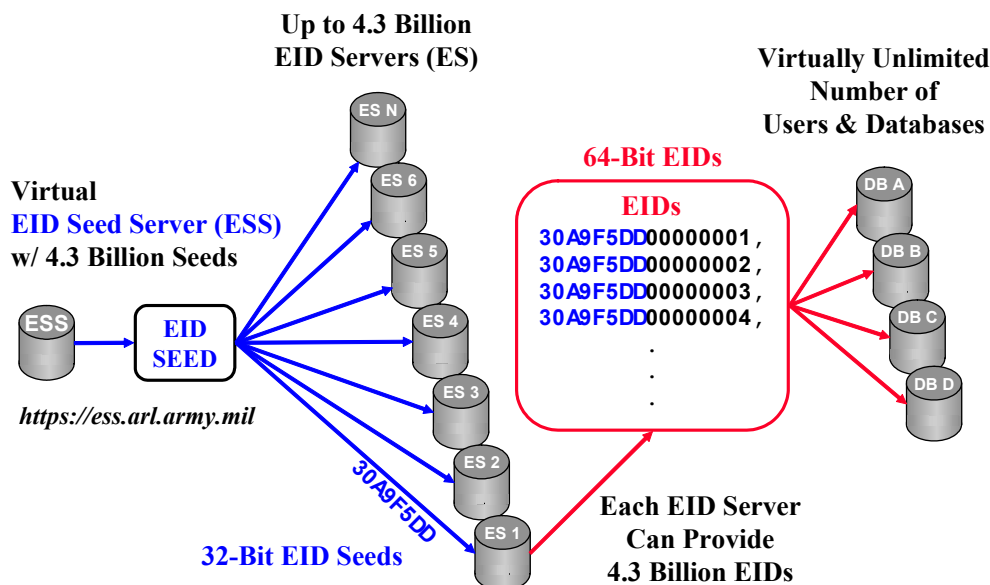 Up to 4.3 Billion
EID Servers (ES)
Virtually Unlimited
Number of
Users & Databases
ES N
ES 6
ES 5
ES 4
ES 3
ES 2
ES 1
Virtual
EID Seed Server (ESS)
w/ 4.3 Billion Seeds
ESS
EID
SEED
https://ess.arl.army.mil
30A9F5DD
32-Bit EID Seeds
64-Bit EIDs
EIDs
30A9F5DD00000001,
30A9F5DD00000002,
30A9F5DD00000003,
30A9F5DD00000004,
.
.
.
DB A
DB B
DB C
DB D
Each EID Server
Can Provide
4.3 Billion EIDs